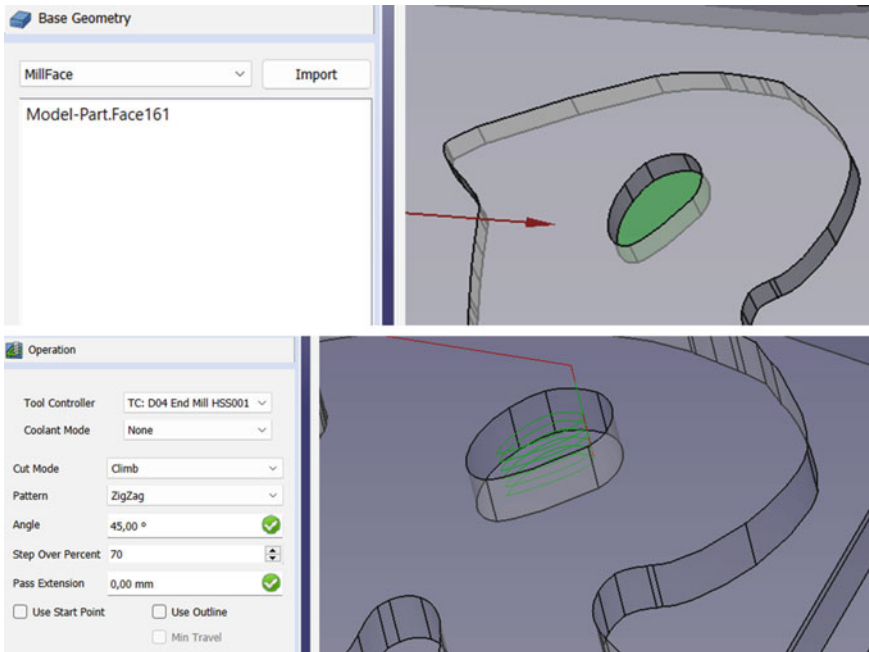 Base Geometry
MillFace
Import
Model-Part.Face161
Operation
Tool Controller TC: D04 End Mill HSS001
Coolant Mode None
Cut Mode Climb
Pattern ZigZag
Angle 45,00 °
Step Over Percent 70
Pass Extension 0,00 mm
Use Start Point Use Outline
Min Travel